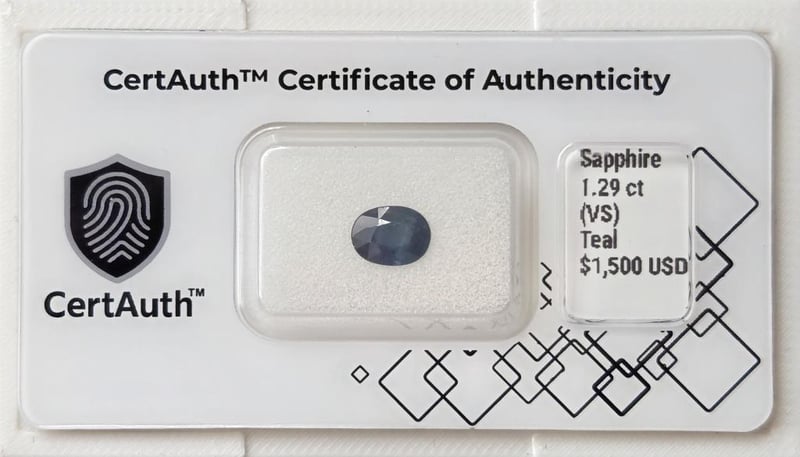 CertAuth™ Certificate of Authenticity
CertAuth™
Sapphire
1.29 ct
(VS)
Teal
$1,500 USD